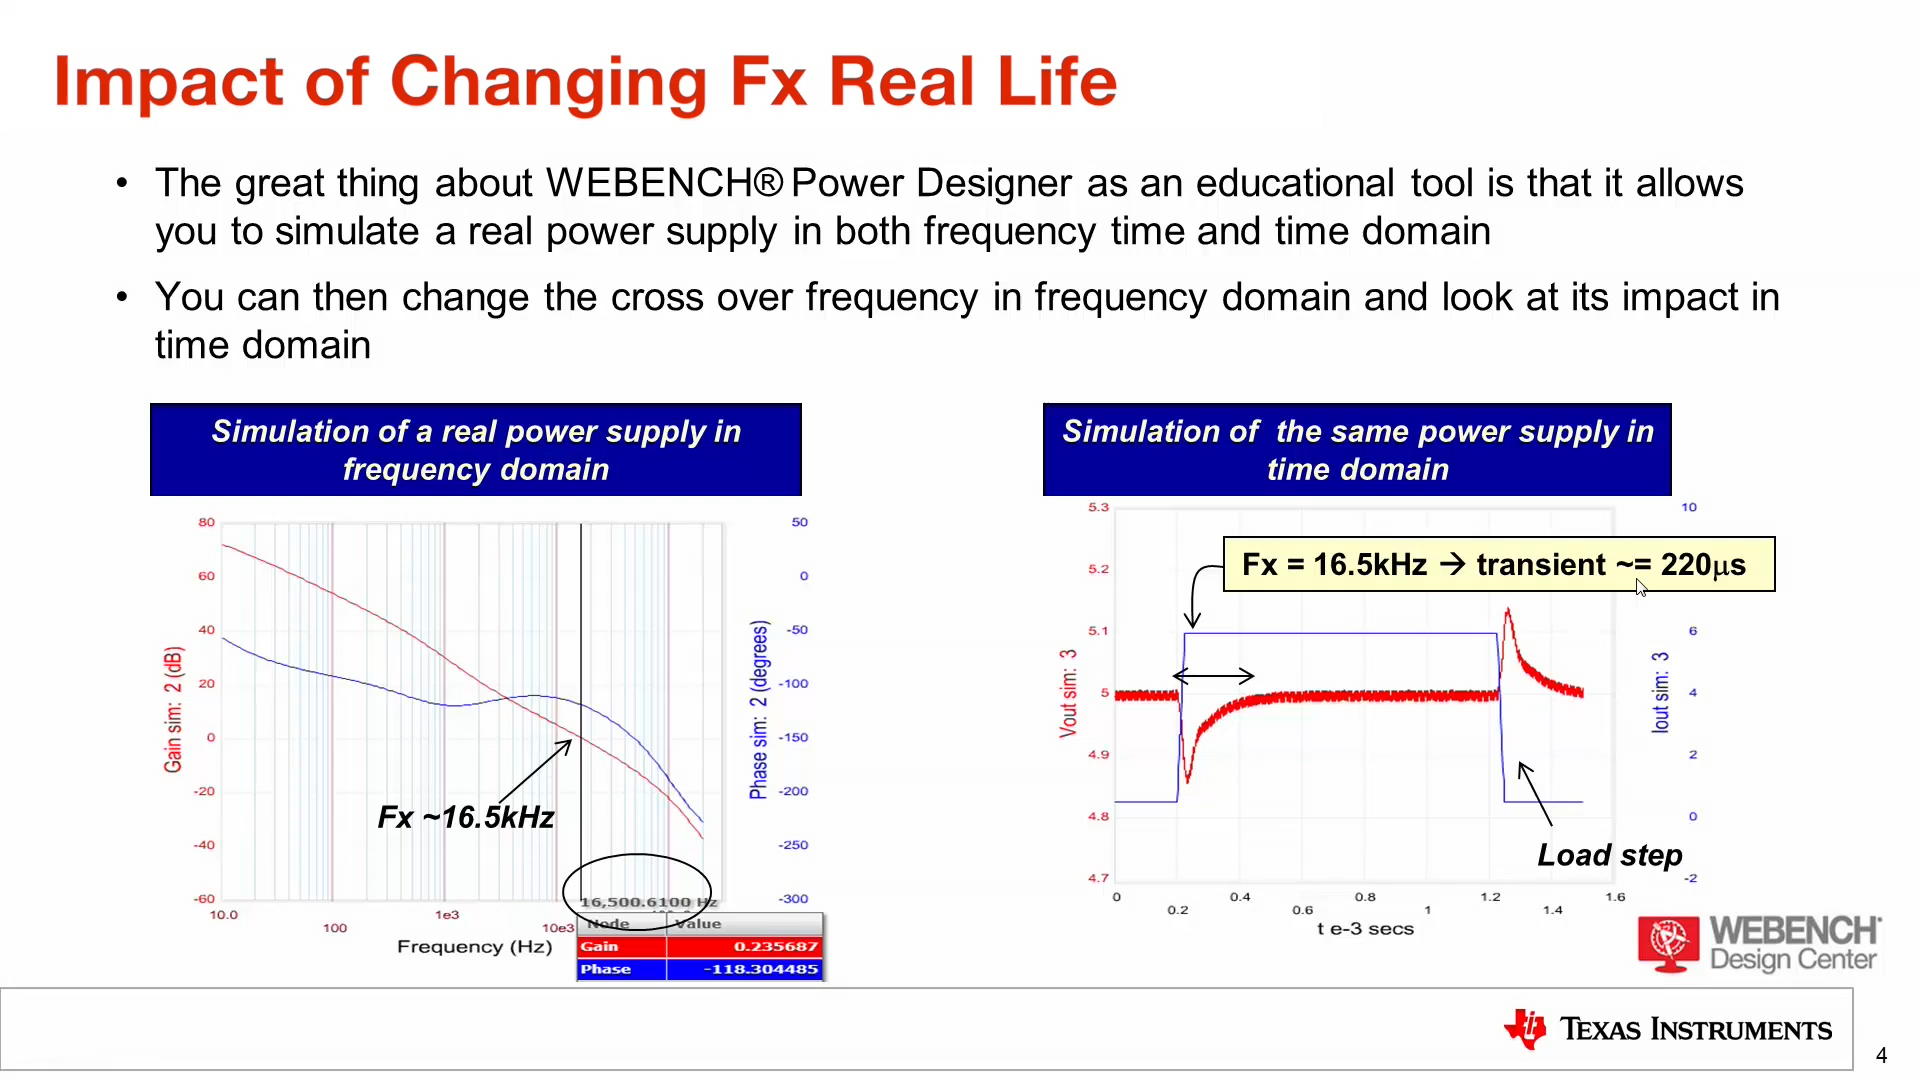 Impact of Changing Fx Real Life
• The great thing about WEBENCH® Power Designer as an educational tool is that it allows
you to simulate a real power supply in both frequency time and time domain
• You can then change the cross over frequency in frequency domain and look at its impact in
time domain
Simulation of a real power supply in
frequency domain
80
60
40
20
0
-20
-40
-60
Gain sim: 2 (dB)
50
0
-50
-100
-150
-200
-250
-300
Phase sim: 2 (degrees)
Fx ~16.5kHz
10.0
100
1e3
10e3
Frequency (Hz)
16,500.6100 Hz
Node Value
Gain 0.235687
Phase -118.304485
Simulation of the same power supply in
time domain
5.3
5.2
5.1
5
4.9
4.8
4.7
Vout sim: 3
Fx = 16.5kHz → transient ~= 220μs
10
6
4
2
0
-2
Iout sim: 3
Load step
0 0.2 0.4 0.6 0.8 1 1.2 1.4 1.6
t e-3 secs
WEBENCH®
Design Center
TEXAS INSTRUMENTS
4